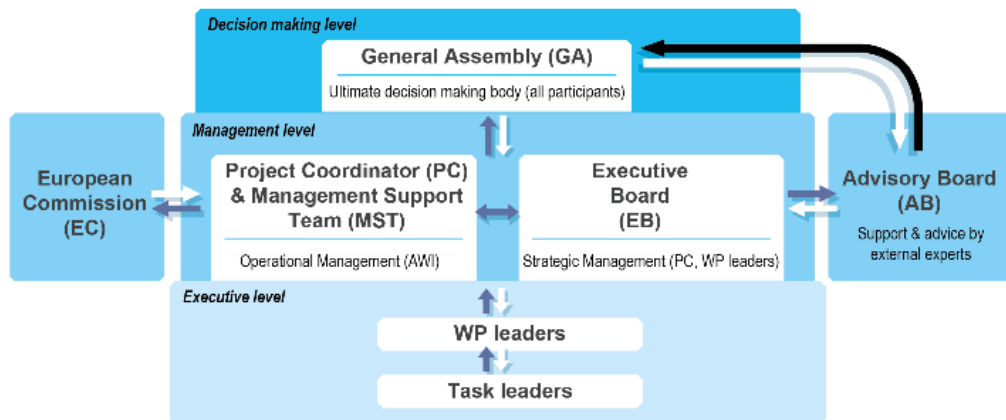 Decision making level
General Assembly (GA)
Ultimate decision making body (all participants)
Management level
European
Commission
(EC)
Project Coordinator (PC)
& Management Support
Team (MST)
Operational Management (AWI)
Executive
Board
(EB)
Strategic Management (PC, WP leaders)
Advisory Board
(AB)
Support & advice by
external experts
Executive level
WP leaders
Task leaders